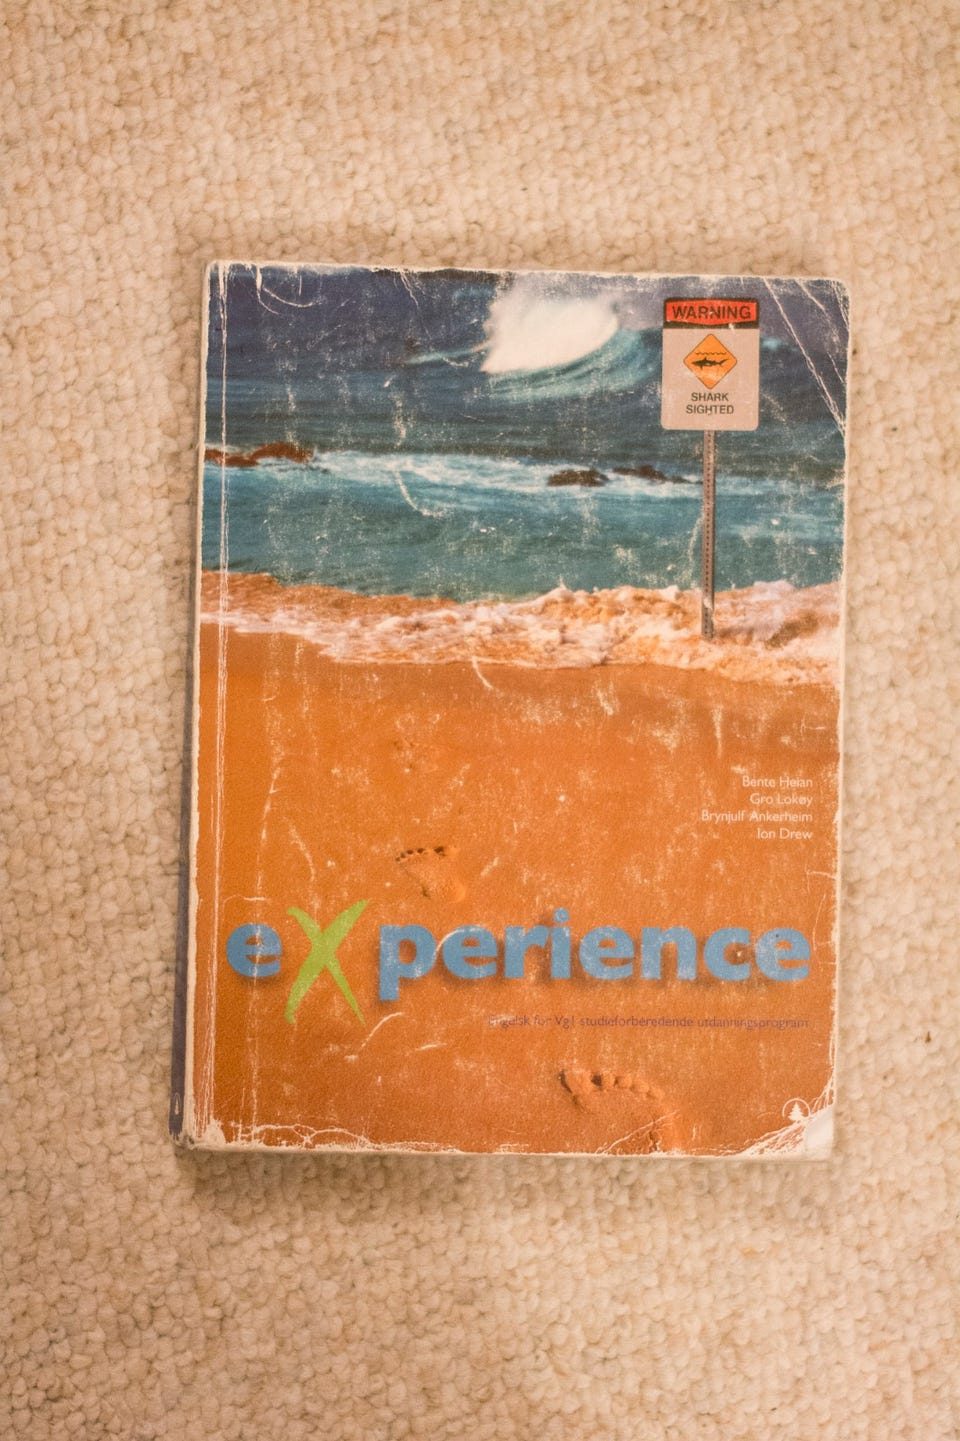 WARNING
SHARK
SIGHTED
Bente Heian
Gro Lokøy
Brynjulf Ankerheim
Ion Drew
eXperience
Engelsk for Vg1 studieforberedende utdanningsprogram